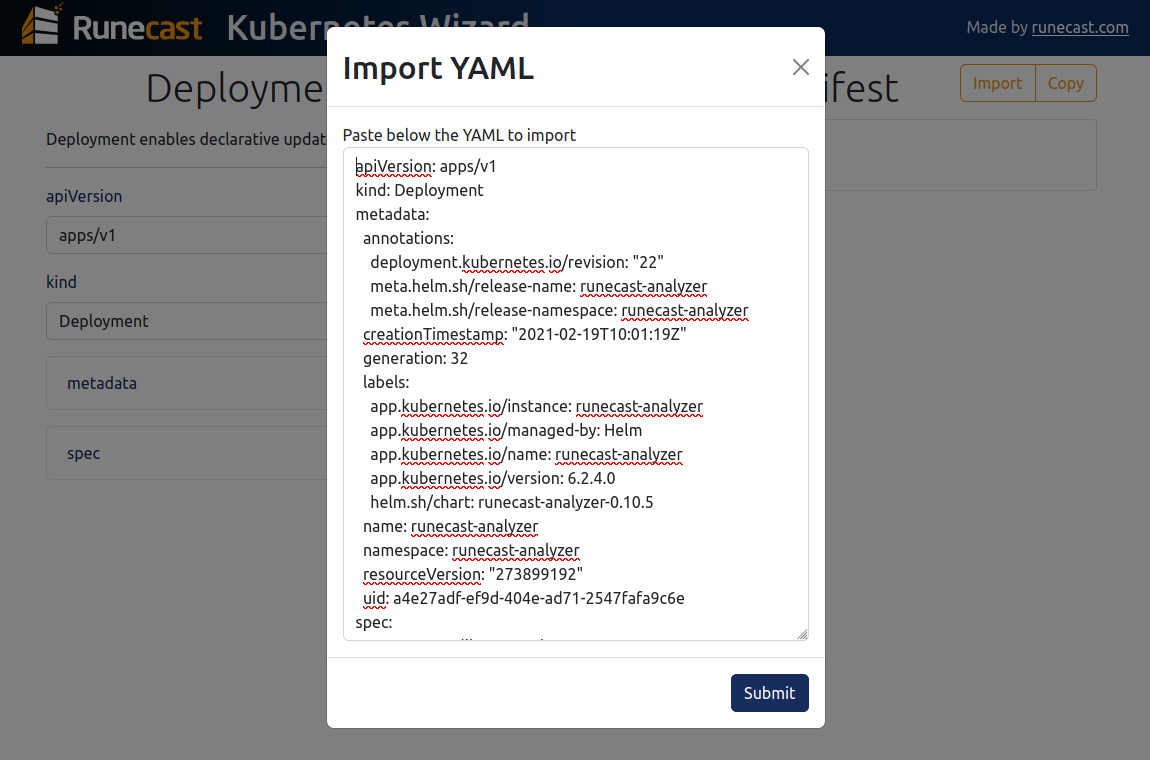 Runecast Kubernetes Wizard
Made by runecast.com
Import YAML
Deployme
ifest
Import
Copy
Deployment enables declarative updat
apiVersion
apps/v1
kind
Deployment
metadata
spec
Paste below the YAML to import
apiVersion: apps/v1
kind: Deployment
metadata:
  annotations:
    deployment.kubernetes.io/revision: "22"
    meta.helm.sh/release-name: runecast-analyzer
    meta.helm.sh/release-namespace: runecast-analyzer
  creationTimestamp: "2021-02-19T10:01:19Z"
  generation: 32
  labels:
    app.kubernetes.io/instance: runecast-analyzer
    app.kubernetes.io/managed-by: Helm
    app.kubernetes.io/name: runecast-analyzer
    app.kubernetes.io/version: 6.2.4.0
    helm.sh/chart: runecast-analyzer-0.10.5
  name: runecast-analyzer
  namespace: runecast-analyzer
  resourceVersion: "273899192"
  uid: a4e27adf-ef9d-404e-ad71-2547fafa9c6e
spec:
Submit